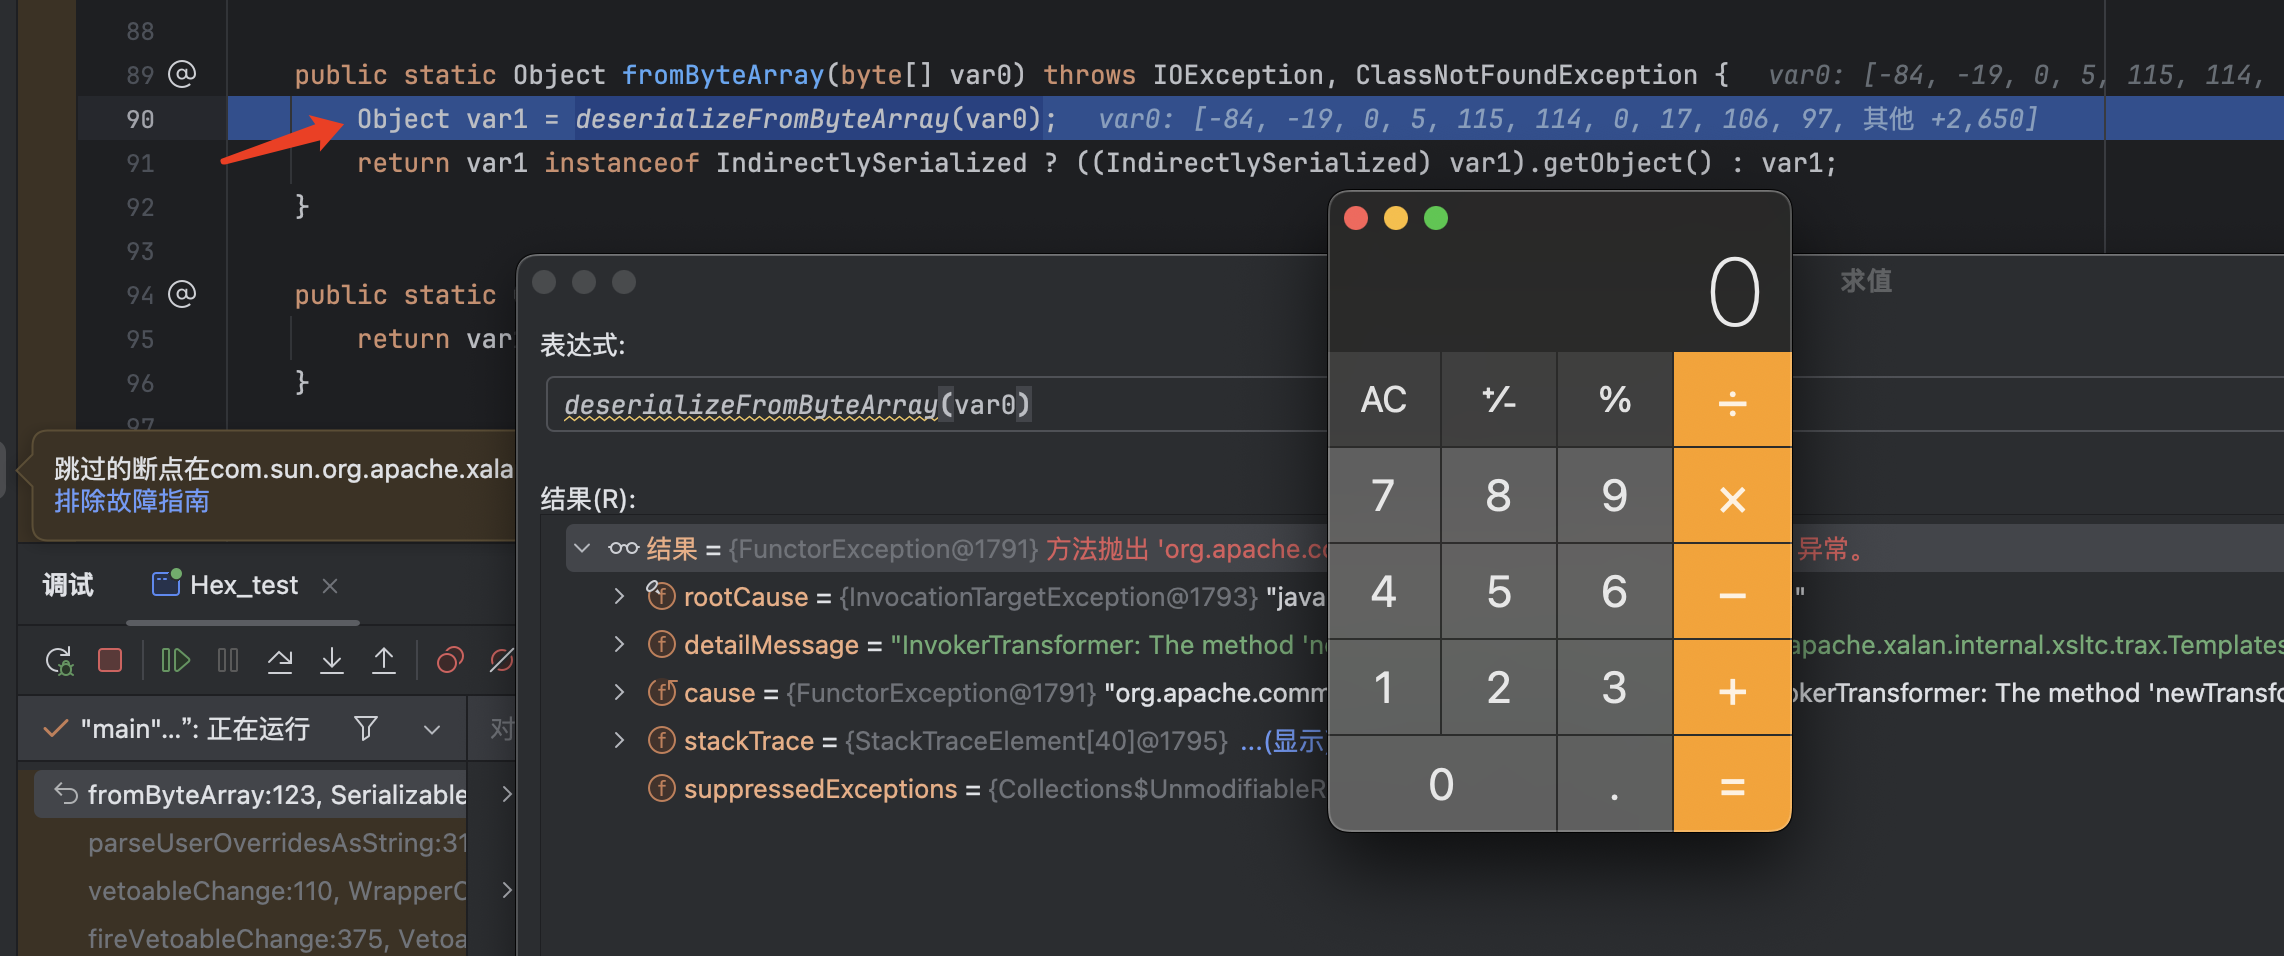 88
89 @ public static Object fromByteArray(byte[] var0) throws IOException, ClassNotFoundException { var0: [-84, -19, 0, 5, 115, 114,
90 Object var1 = deserializeFromByteArray(var0); var0: [-84, -19, 0, 5, 115, 114, 0, 17, 106, 97, 其他 +2,650]
91 return var1 instanceof IndirectlySerialized ? ((IndirectlySerialized) var1).getObject() : var1;
92 }
93
94 @ public static
95 return var
96 }
97
求值
表达式:
deserializeFromByteArray(var0)
跳过的断点在com.sun.org.apache.xala
排除故障指南
结果(R):
结果 = {FunctorException@1791} 方法抛出 'org.apache.co 异常。
rootCause = {InvocationTargetException@1793} "java "
detailMessage = "InvokerTransformer: The method 'ne apache.xalan.internal.xsltc.trax.Templates
cause = {FunctorException@1791} "org.apache.comm okerTransformer: The method 'newTransfo
stackTrace = {StackTraceElement[40]@1795} ...(显示
suppressedExceptions = {Collections$UnmodifiableR
调试 Hex_test
"main"...": 正在运行
对
fromByteArray:123, Serializable
parseUserOverridesAsString:31
vetoableChange:110, WrapperC
fireVetoableChange:375, Vetoa
0
AC +/- % ÷
7 8 9 ×
4 5 6 −
1 2 3 +
0 . =